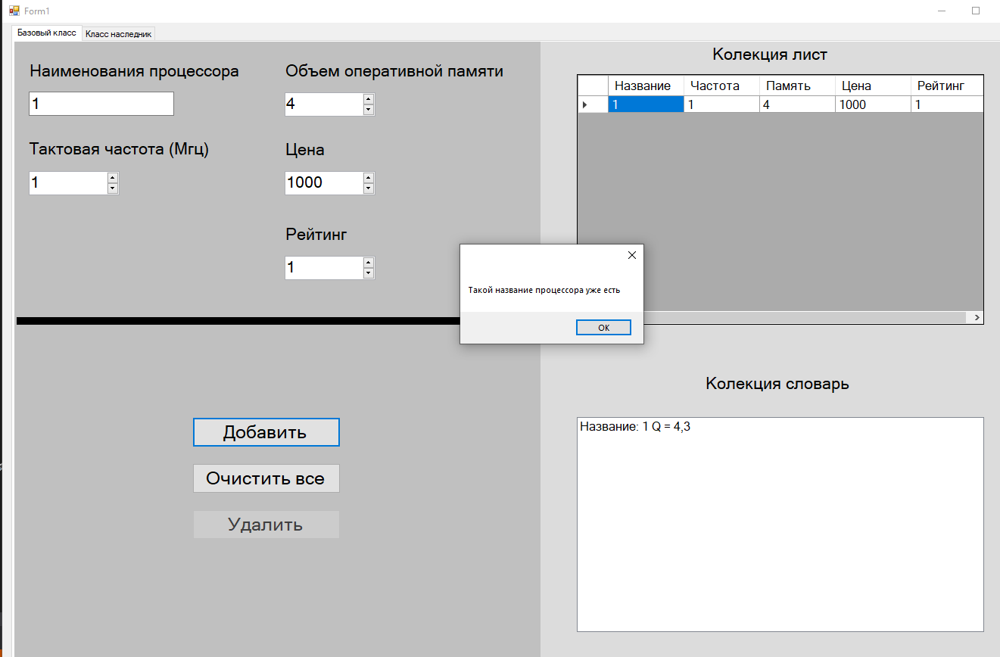 Form1
Базовый класс
Класс наследник
Наименования процессора
1
Объем оперативной памяти
4
Тактовая частота (Мгц)
1
Цена
1000
Рейтинг
1
Добавить
Очистить все
Удалить
Колекция лист
Название Частота Память Цена Рейтинг
1 1 4 1000 1
Такой название процессора уже есть
ОК
Колекция словарь
Название: 1 Q = 4,3